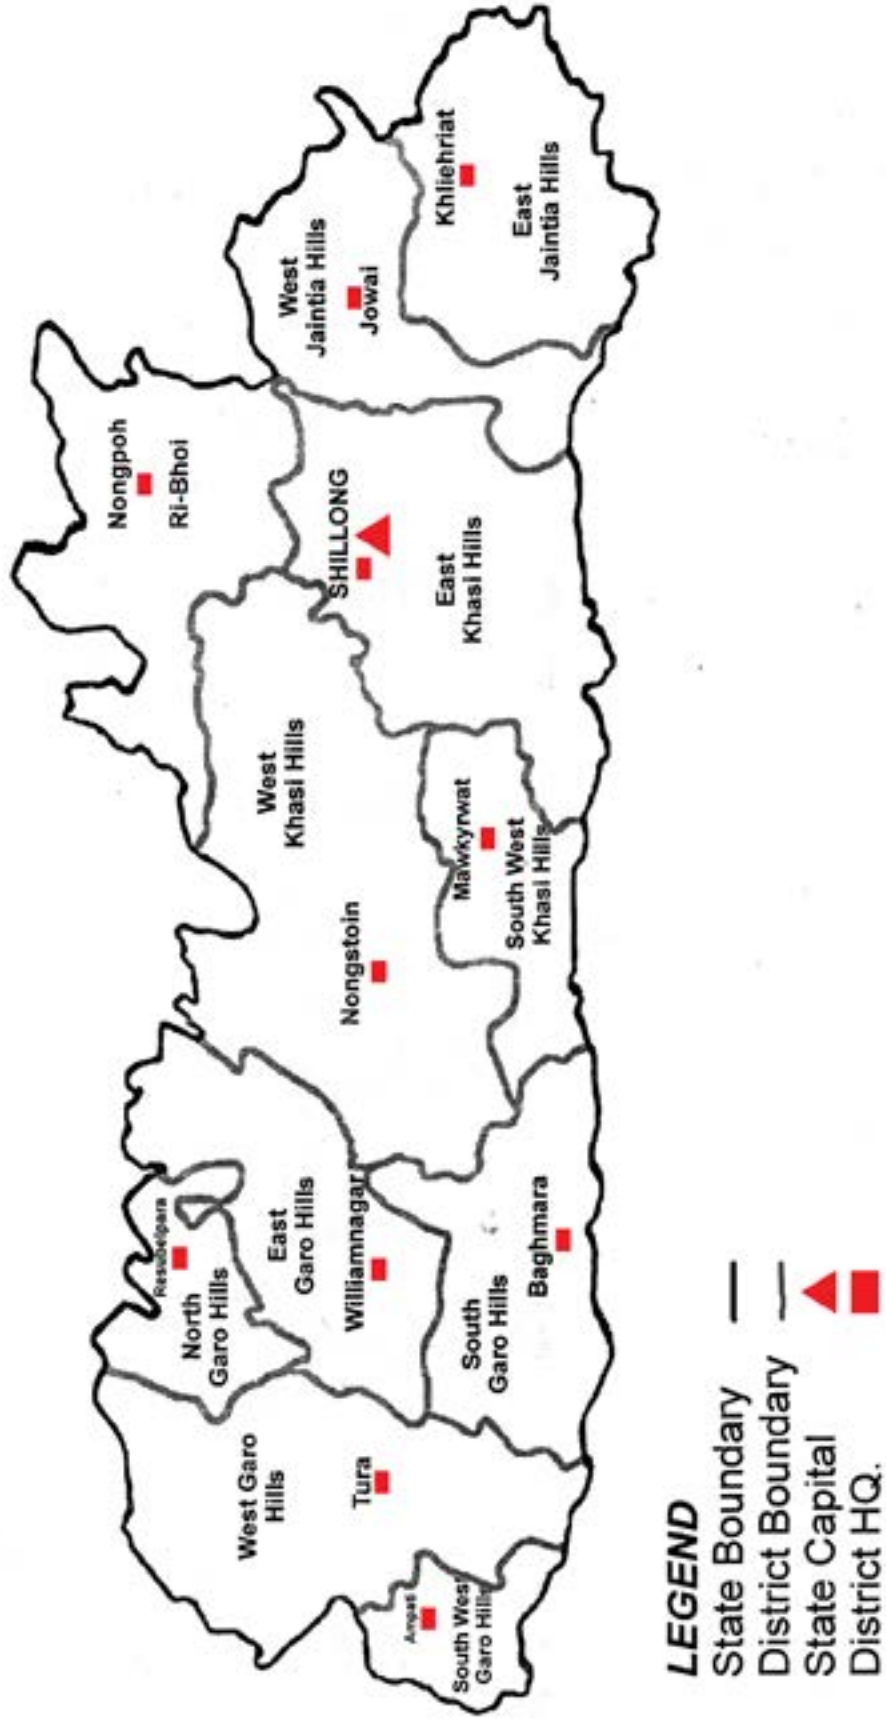 West Garo
Hills
Tura
Ampati
South West
Garo Hills
North
Garo Hills
Resubelpara
East
Garo Hills
Williamnagar
South
Garo Hills
Baghmara
West
Khasi Hills
Nongstoin
Mawkyrwat
South West
Khasi Hills
Nongpoh
Ri-Bhoi
SHILLONG
East
Khasi Hills
West
Jaintia Hills
Jowai
Khliehriat
East
Jaintia Hills
LEGEND
State Boundary
District Boundary
State Capital
District HQ.